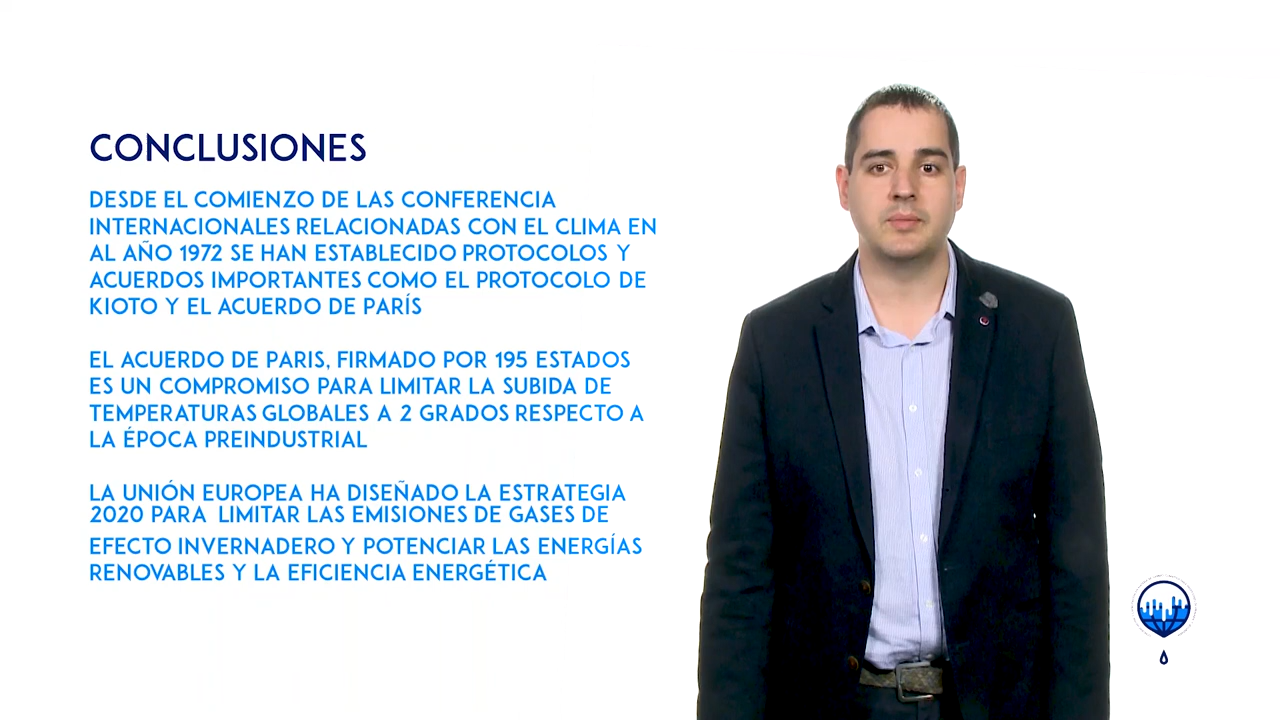 CONCLUSIONES
DESDE EL COMIENZO DE LAS CONFERENCIA
INTERNACIONALES RELACIONADAS CON EL CLIMA EN
AL AÑO 1972 SE HAN ESTABLECIDO PROTOCOLOS Y
ACUERDOS IMPORTANTES COMO EL PROTOCOLO DE
KIOTO Y EL ACUERDO DE PARÍS
EL ACUERDO DE PARIS, FIRMADO POR 195 ESTADOS
ES UN COMPROMISO PARA LIMITAR LA SUBIDA DE
TEMPERATURAS GLOBALES A 2 GRADOS RESPECTO A
LA ÉPOCA PREINDUSTRIAL
LA UNIÓN EUROPEA HA DISEÑADO LA ESTRATEGIA
2020 PARA LIMITAR LAS EMISIONES DE GASES DE
EFECTO INVERNADERO Y POTENCIAR LAS ENERGÍAS
RENOVABLES Y LA EFICIENCIA ENERGÉTICA